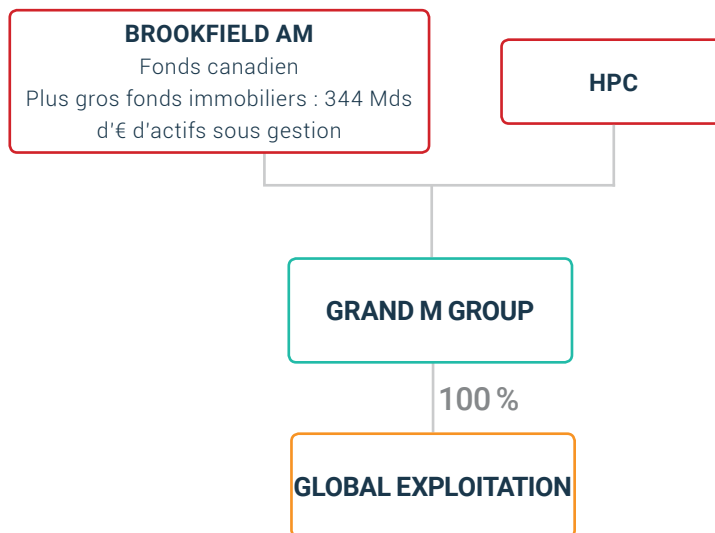 BROOKFIELD AM
Fonds canadien
Plus gros fonds immobiliers : 344 Mds
d'€ d'actifs sous gestion
HPC
GRAND M GROUP
100 %
GLOBAL EXPLOITATION